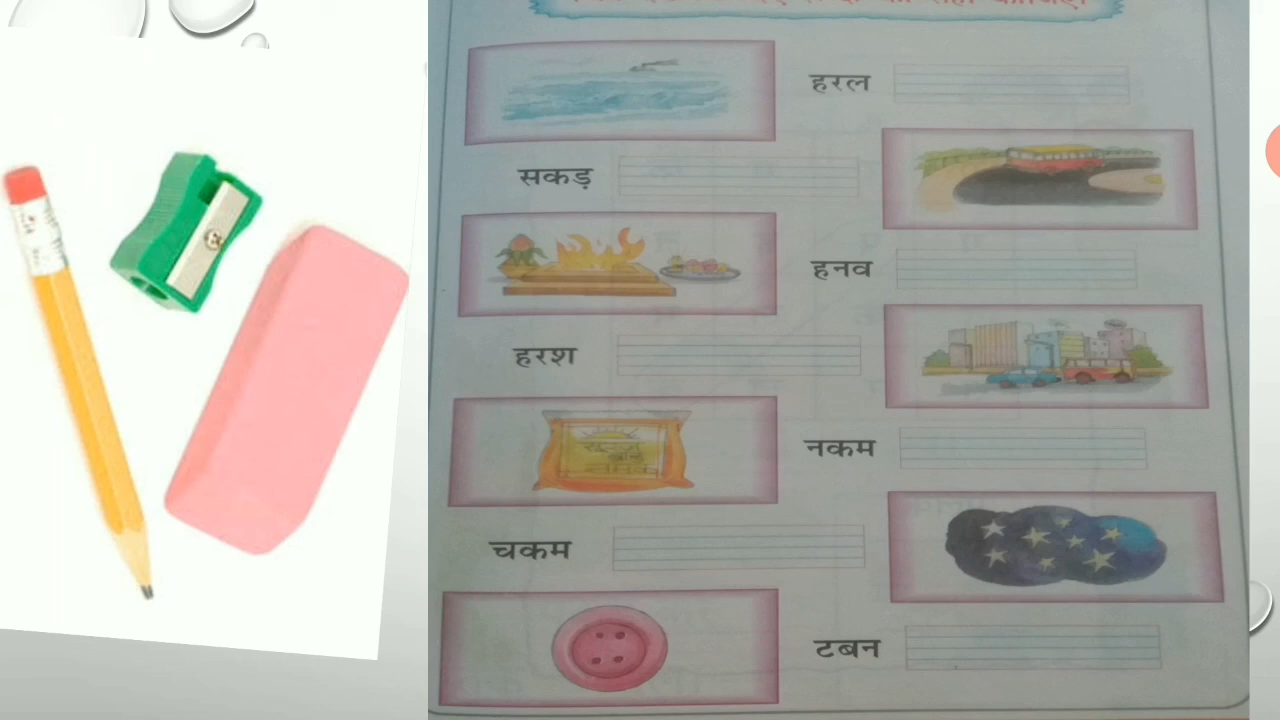 हरल
सकड़
हनव
हरश
नकम
चकम
टबन